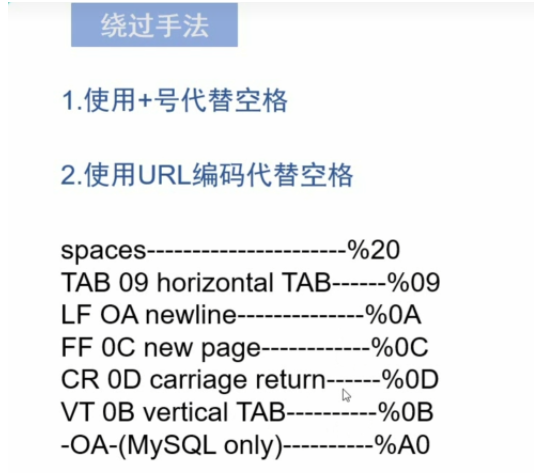 绕过手法
1.使用+号代替空格
2.使用URL编码代替空格
spaces----------------------%20
TAB 09 horizontal TAB------%09
LF OA newline--------------%0A
FF 0C new page------------%0C
CR 0D carriage return------%0D
VT 0B vertical TAB----------%0B
-OA-(MySQL only)----------%A0